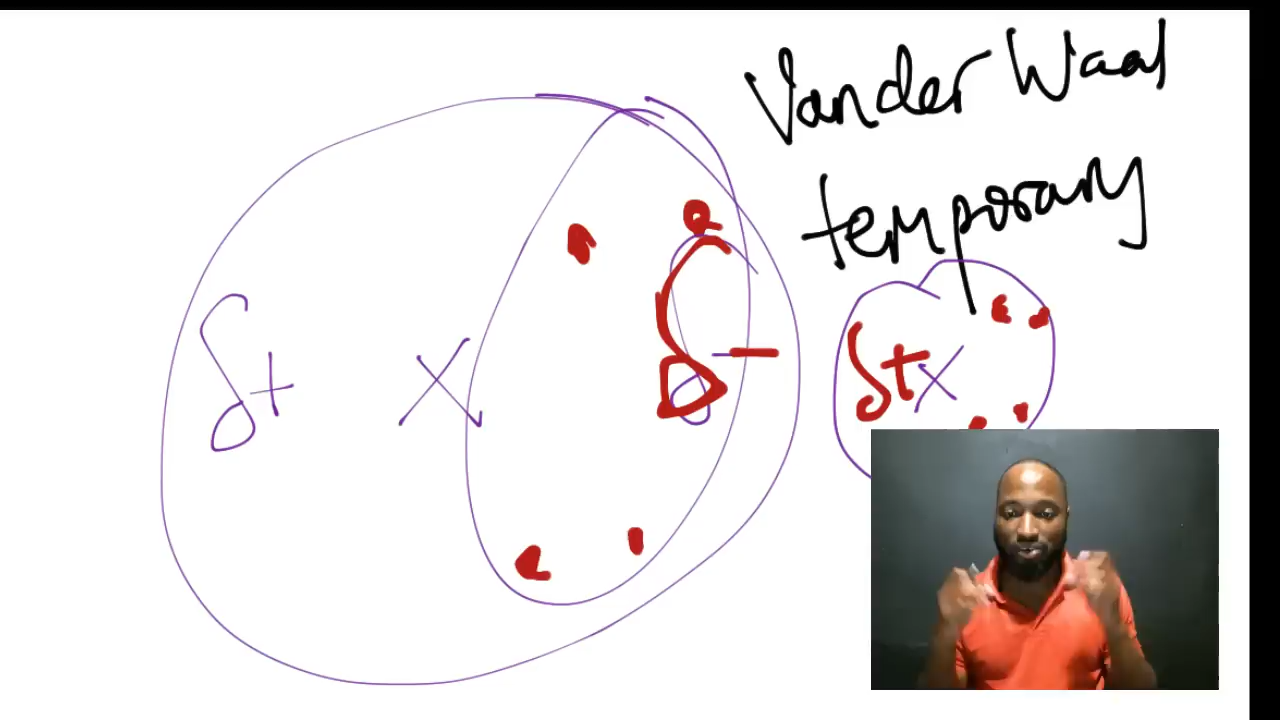 Vander Waal
temporary
δ+ X δ- δ+ X